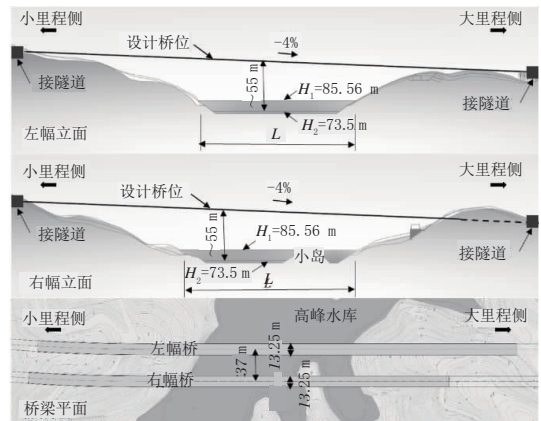 小里程侧
大里程侧
设计桥位
-4%
接隧道
~55 m
H₁=85.56 m
接隧道
H₂=73.5 m
左幅立面
L
小里程侧
大里程侧
设计桥位
-4%
接隧道
~55 m
H₁=85.56 m
小岛
接隧道
H₂=73.5 m
右幅立面
L
小里程侧
高峰水库
大里程侧
左幅桥
37 m
13.25 m
右幅桥
13.25 m
桥梁平面